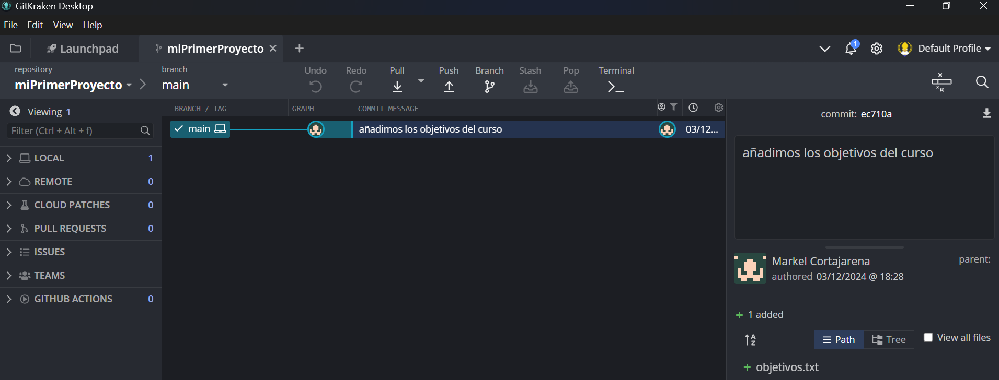 GitKraken Desktop
File Edit View Help
Launchpad miPrimerProyecto
1 Default Profile
repository branch Undo Redo Pull Push Branch Stash Pop Terminal
miPrimerProyecto main
Viewing 1
Filter (Ctrl + Alt + f)
LOCAL 1
REMOTE 0
CLOUD PATCHES 0
PULL REQUESTS 0
ISSUES
TEAMS
GITHUB ACTIONS 0
BRANCH / TAG GRAPH COMMIT MESSAGE
main añadimos los objetivos del curso 03/12...
commit: ec710a
añadimos los objetivos del curso
Markel Cortajarena parent:
authored 03/12/2024 @ 18:28
+ 1 added
A Z Path Tree View all files
+ objetivos.txt